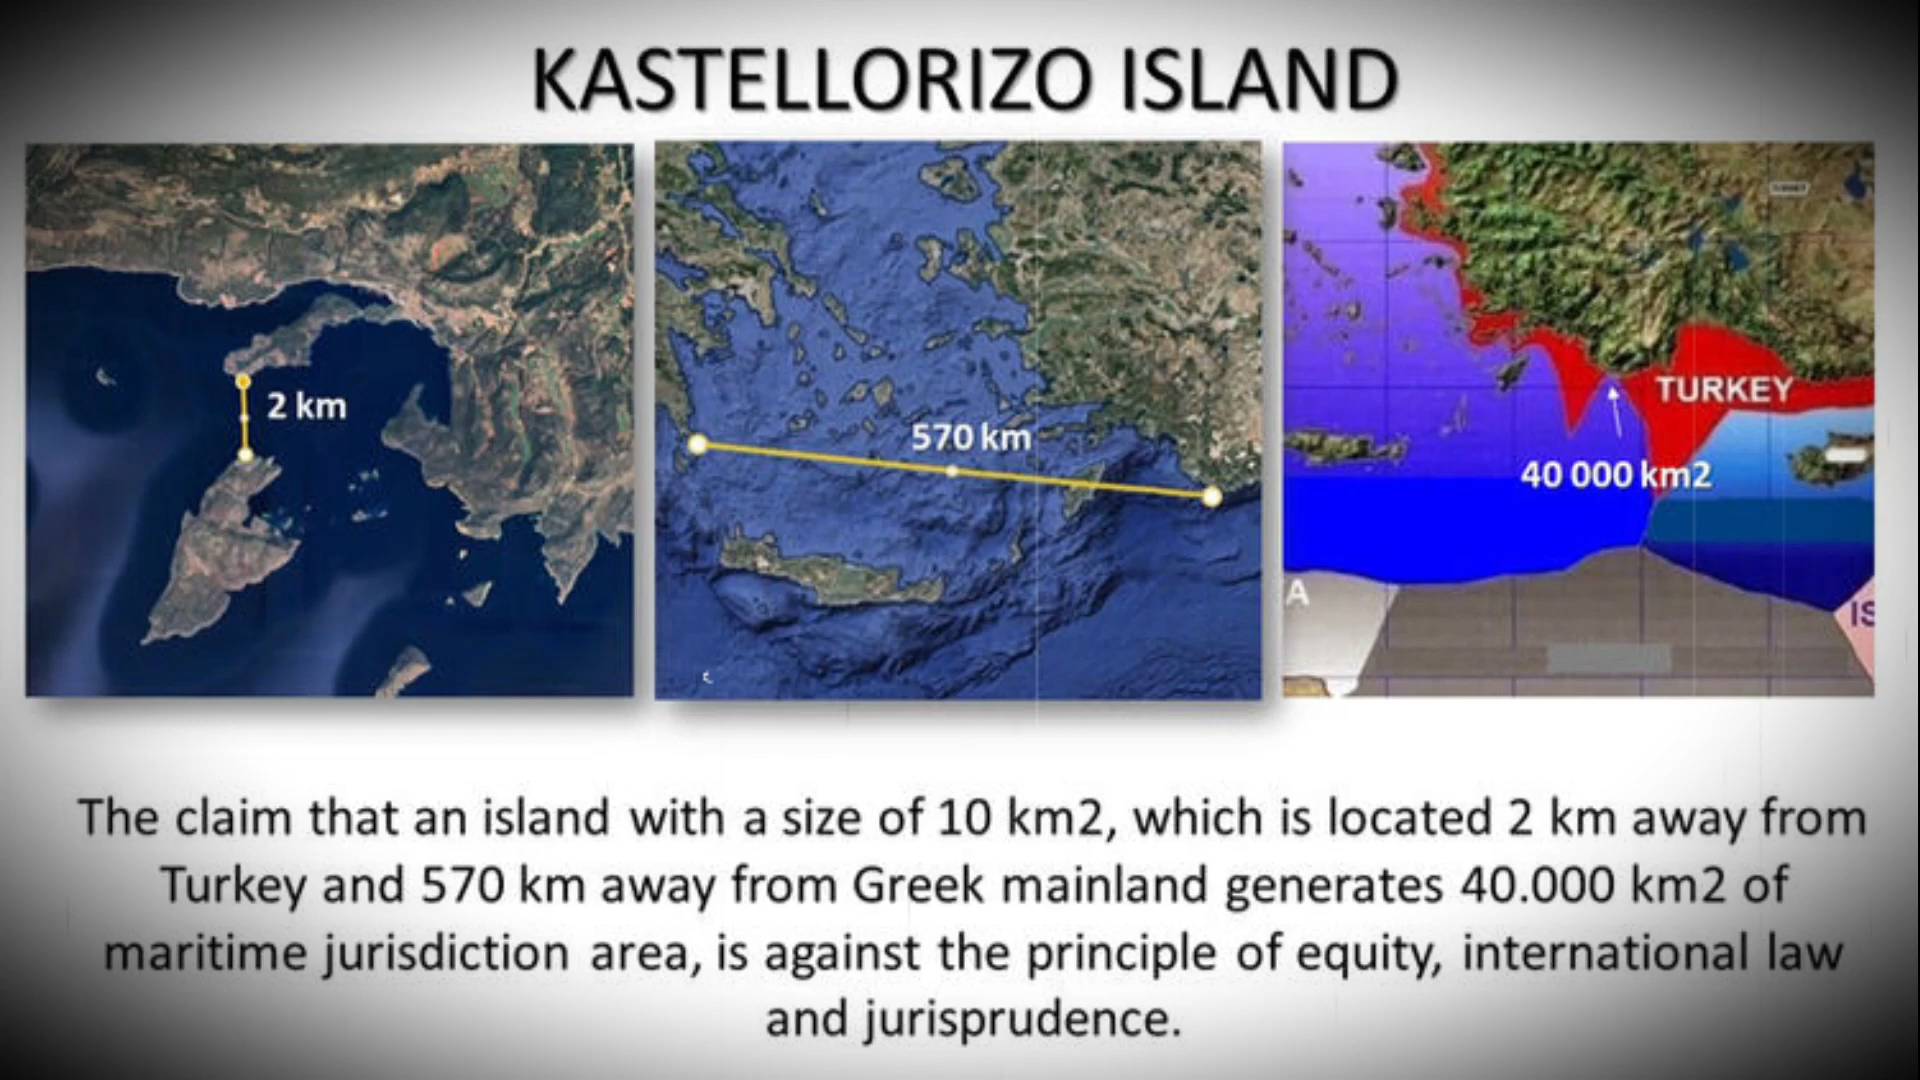 KASTELLORIZO ISLAND
2 km
570 km
TURKEY
40 000 km2
A
IS
The claim that an island with a size of 10 km2, which is located 2 km away from
Turkey and 570 km away from Greek mainland generates 40.000 km2 of
maritime jurisdiction area, is against the principle of equity, international law
and jurisprudence.